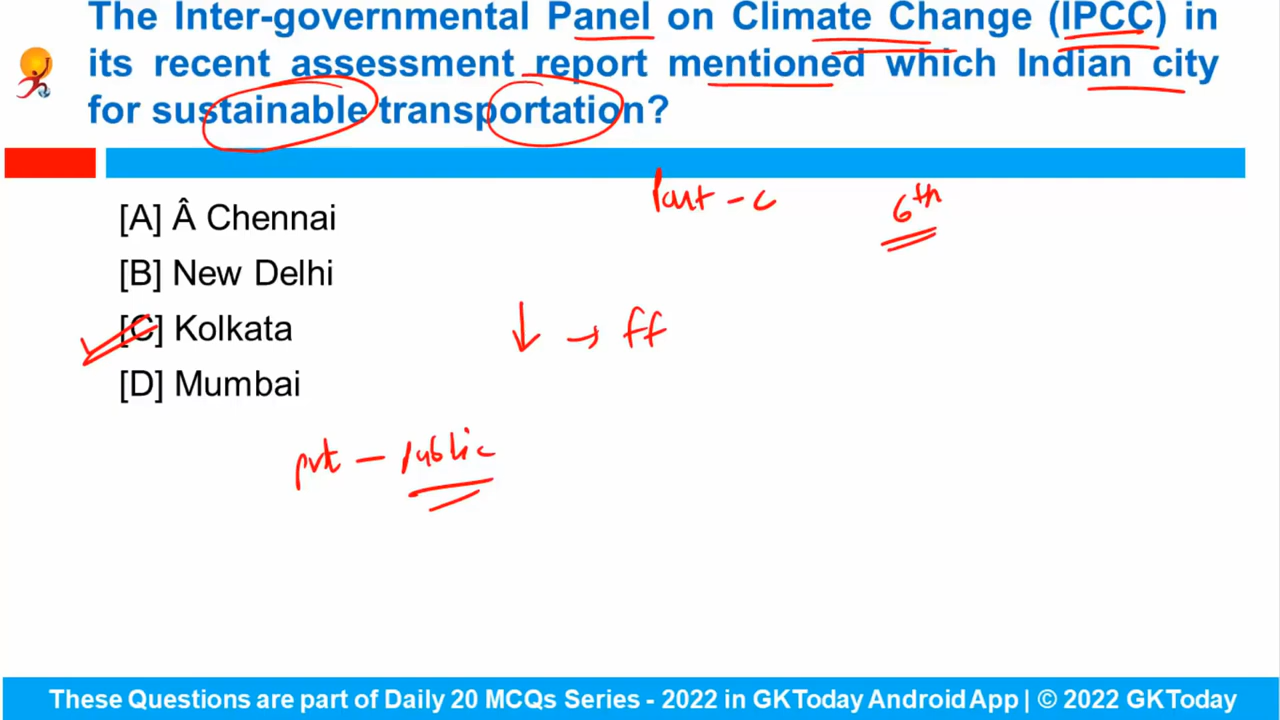 The Inter-governmental Panel on Climate Change (IPCC) in
its recent assessment report mentioned which Indian city
for sustainable transportation?
Part - C
6th
[A] Â Chennai
[B] New Delhi
[C] Kolkata
[D] Mumbai
↓ → ff
pvt - public
These Questions are part of Daily 20 MCQs Series - 2022 in GKToday Android App | © 2022 GKToday